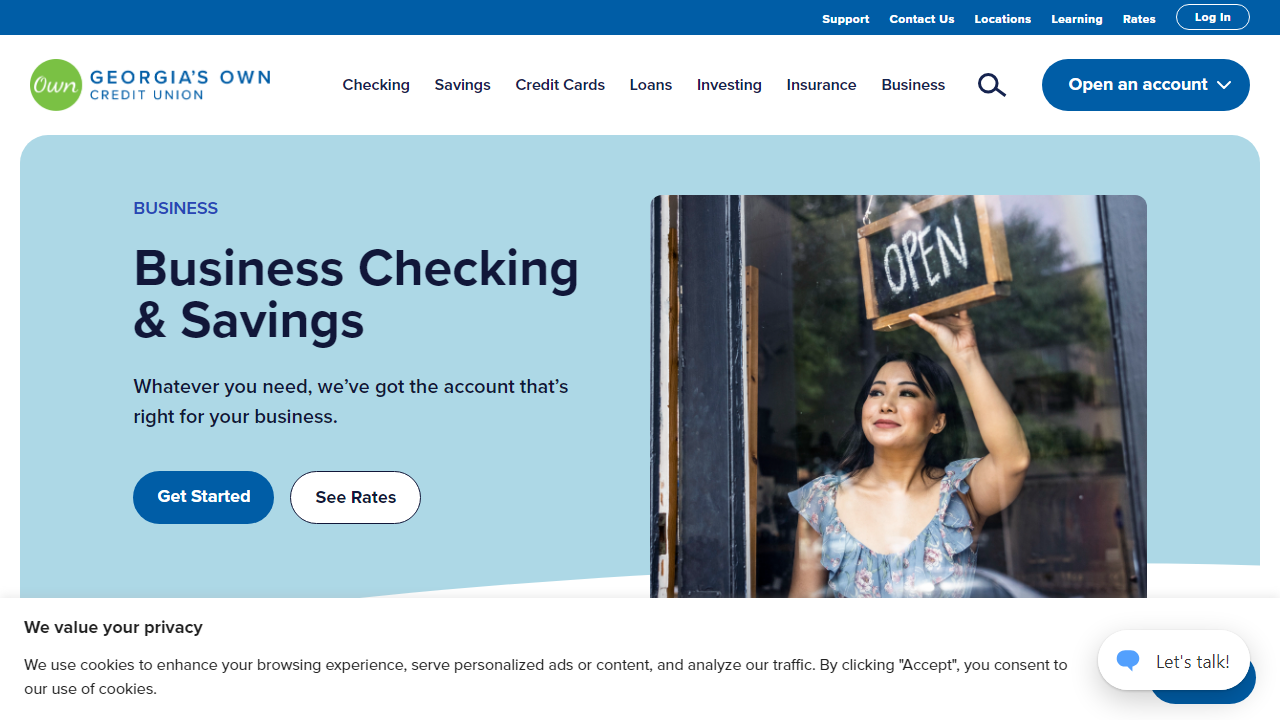 Support Contact Us Locations Learning Rates Log In
Own GEORGIA'S OWN
CREDIT UNION
Checking Savings Credit Cards Loans Investing Insurance Business Open an account
BUSINESS
Business Checking
& Savings
Whatever you need, we’ve got the account that’s
right for your business.
Get Started See Rates
OPEN
We value your privacy
We use cookies to enhance your browsing experience, serve personalized ads or content, and analyze our traffic. By clicking "Accept", you consent to
our use of cookies.
Let's talk!